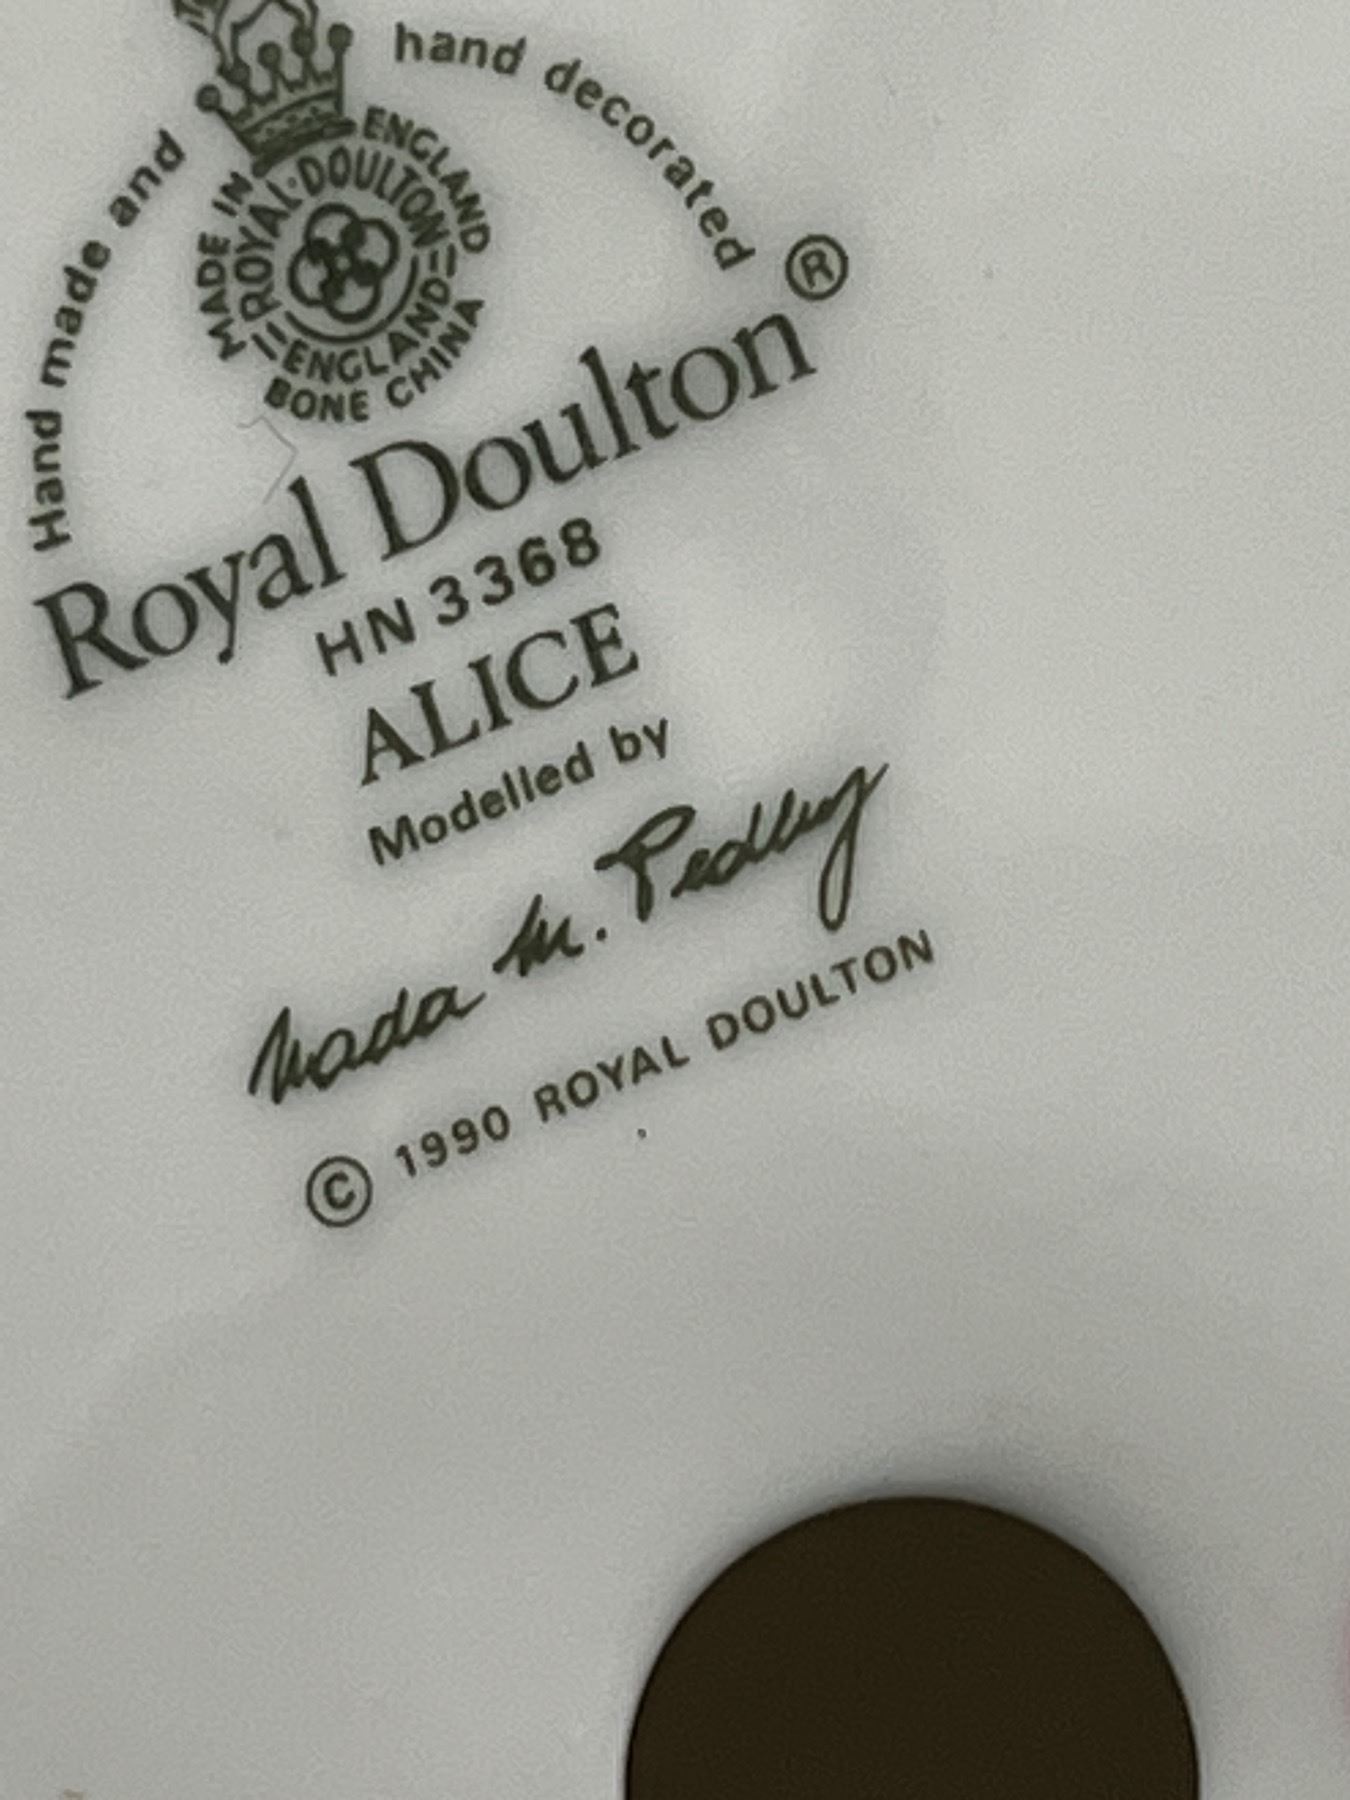 Hand made and hand decorated
MADE IN ENGLAND
ROYAL·DOULTON
ENGLAND
BONE CHINA
Royal Doulton®
HN 3368
ALICE
Modelled by
Nada M. Pedley
© 1990 ROYAL DOULTON